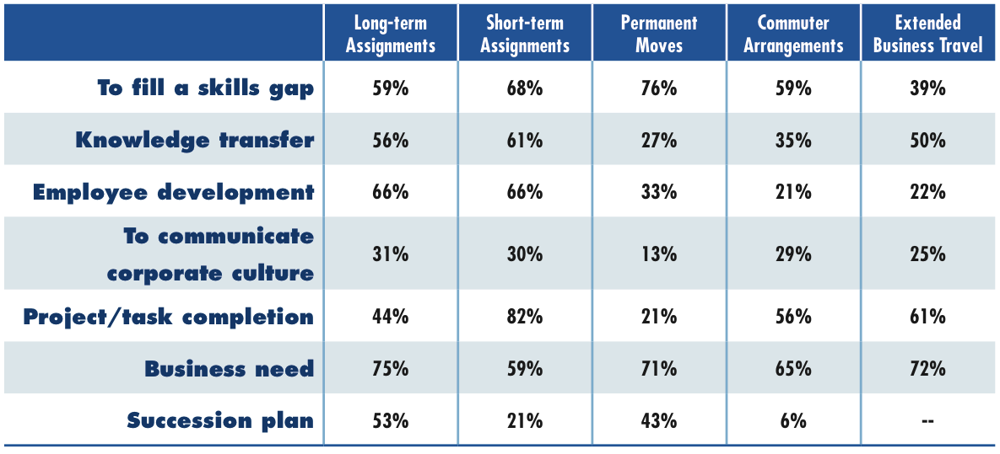 Long-term Short-term Permanent Commuter Extended
Assignments Assignments Moves Arrangements Business Travel
To fill a skills gap 59% 68% 76% 59% 39%
Knowledge transfer 56% 61% 27% 35% 50%
Employee development 66% 66% 33% 21% 22%
To communicate
corporate culture 31% 30% 13% 29% 25%
Project/task completion 44% 82% 21% 56% 61%
Business need 75% 59% 71% 65% 72%
Succession plan 53% 21% 43% 6% --